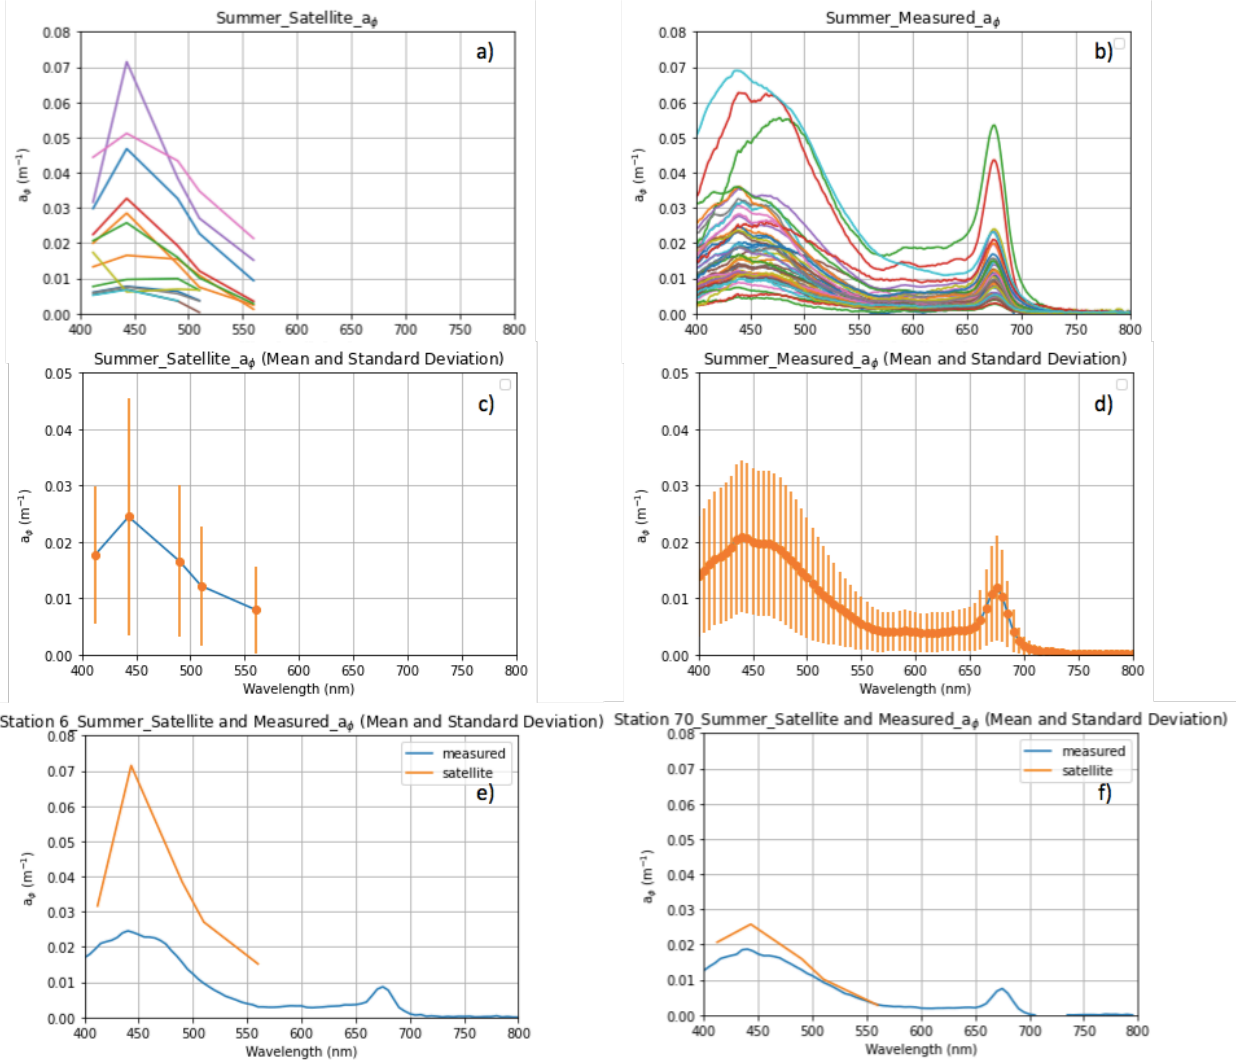 Summer_Satellite_aϕ
a)
0.08
0.07
0.06
0.05
0.04
0.03
0.02
0.01
0.00
aϕ (m⁻¹)
400 450 500 550 600 650 700 750 800
Summer_Measured_aϕ
b)
0.08
0.07
0.06
0.05
0.04
0.03
0.02
0.01
0.00
aϕ (m⁻¹)
400 450 500 550 600 650 700 750 800
Summer_Satellite_aϕ (Mean and Standard Deviation)
c)
0.05
0.04
0.03
0.02
0.01
0.00
aϕ (m⁻¹)
400 450 500 550 600 650 700 750 800
Wavelength (nm)
Summer_Measured_aϕ (Mean and Standard Deviation)
d)
0.05
0.04
0.03
0.02
0.01
0.00
aϕ (m⁻¹)
400 450 500 550 600 650 700 750 800
Wavelength (nm)
Station 6_Summer_Satellite and Measured_aϕ (Mean and Standard Deviation)
measured
satellite
e)
0.08
0.07
0.06
0.05
0.04
0.03
0.02
0.01
0.00
aϕ (m⁻¹)
400 450 500 550 600 650 700 750 800
Wavelength (nm)
Station 70_Summer_Satellite and Measured_aϕ (Mean and Standard Deviation)
measured
satellite
f)
0.08
0.07
0.06
0.05
0.04
0.03
0.02
0.01
0.00
aϕ (m⁻¹)
400 450 500 550 600 650 700 750 800
Wavelength (nm)